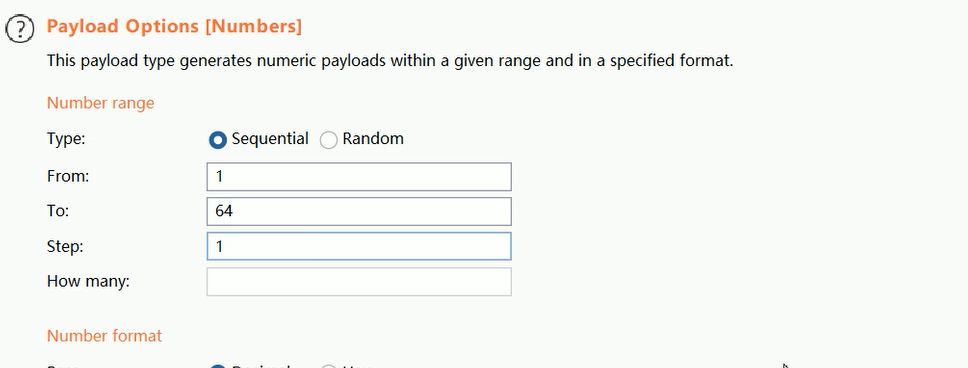 ?
Payload Options [Numbers]
This payload type generates numeric payloads within a given range and in a specified format.
Number range
Type: Sequential Random
From: 1
To: 64
Step: 1
How many:
Number format